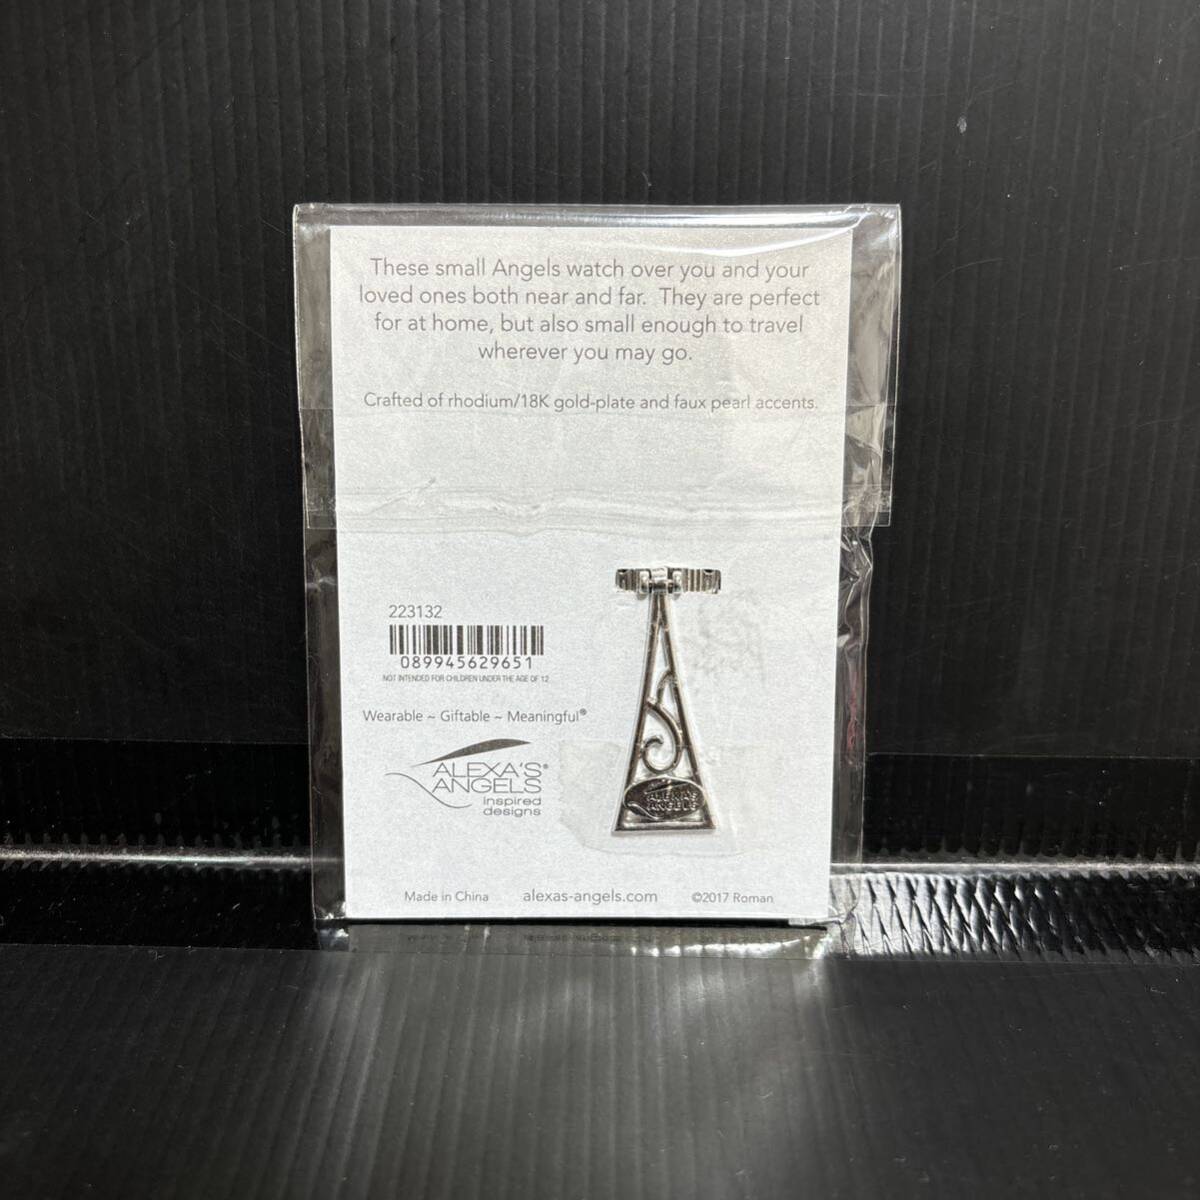 These small Angels watch over you and your
loved ones both near and far. They are perfect
for at home, but also small enough to travel
wherever you may go.
Crafted of rhodium/18K gold-plate and faux pearl accents.
223132
089945629651
NOT INTENDED FOR CHILDREN UNDER THE AGE OF 12
Wearable ~ Giftable ~ Meaningful®
ALEXA'S®
ANGELS
inspired
designs
ALEXA'S
ANGELS
Made in China alexas-angels.com ©2017 Roman